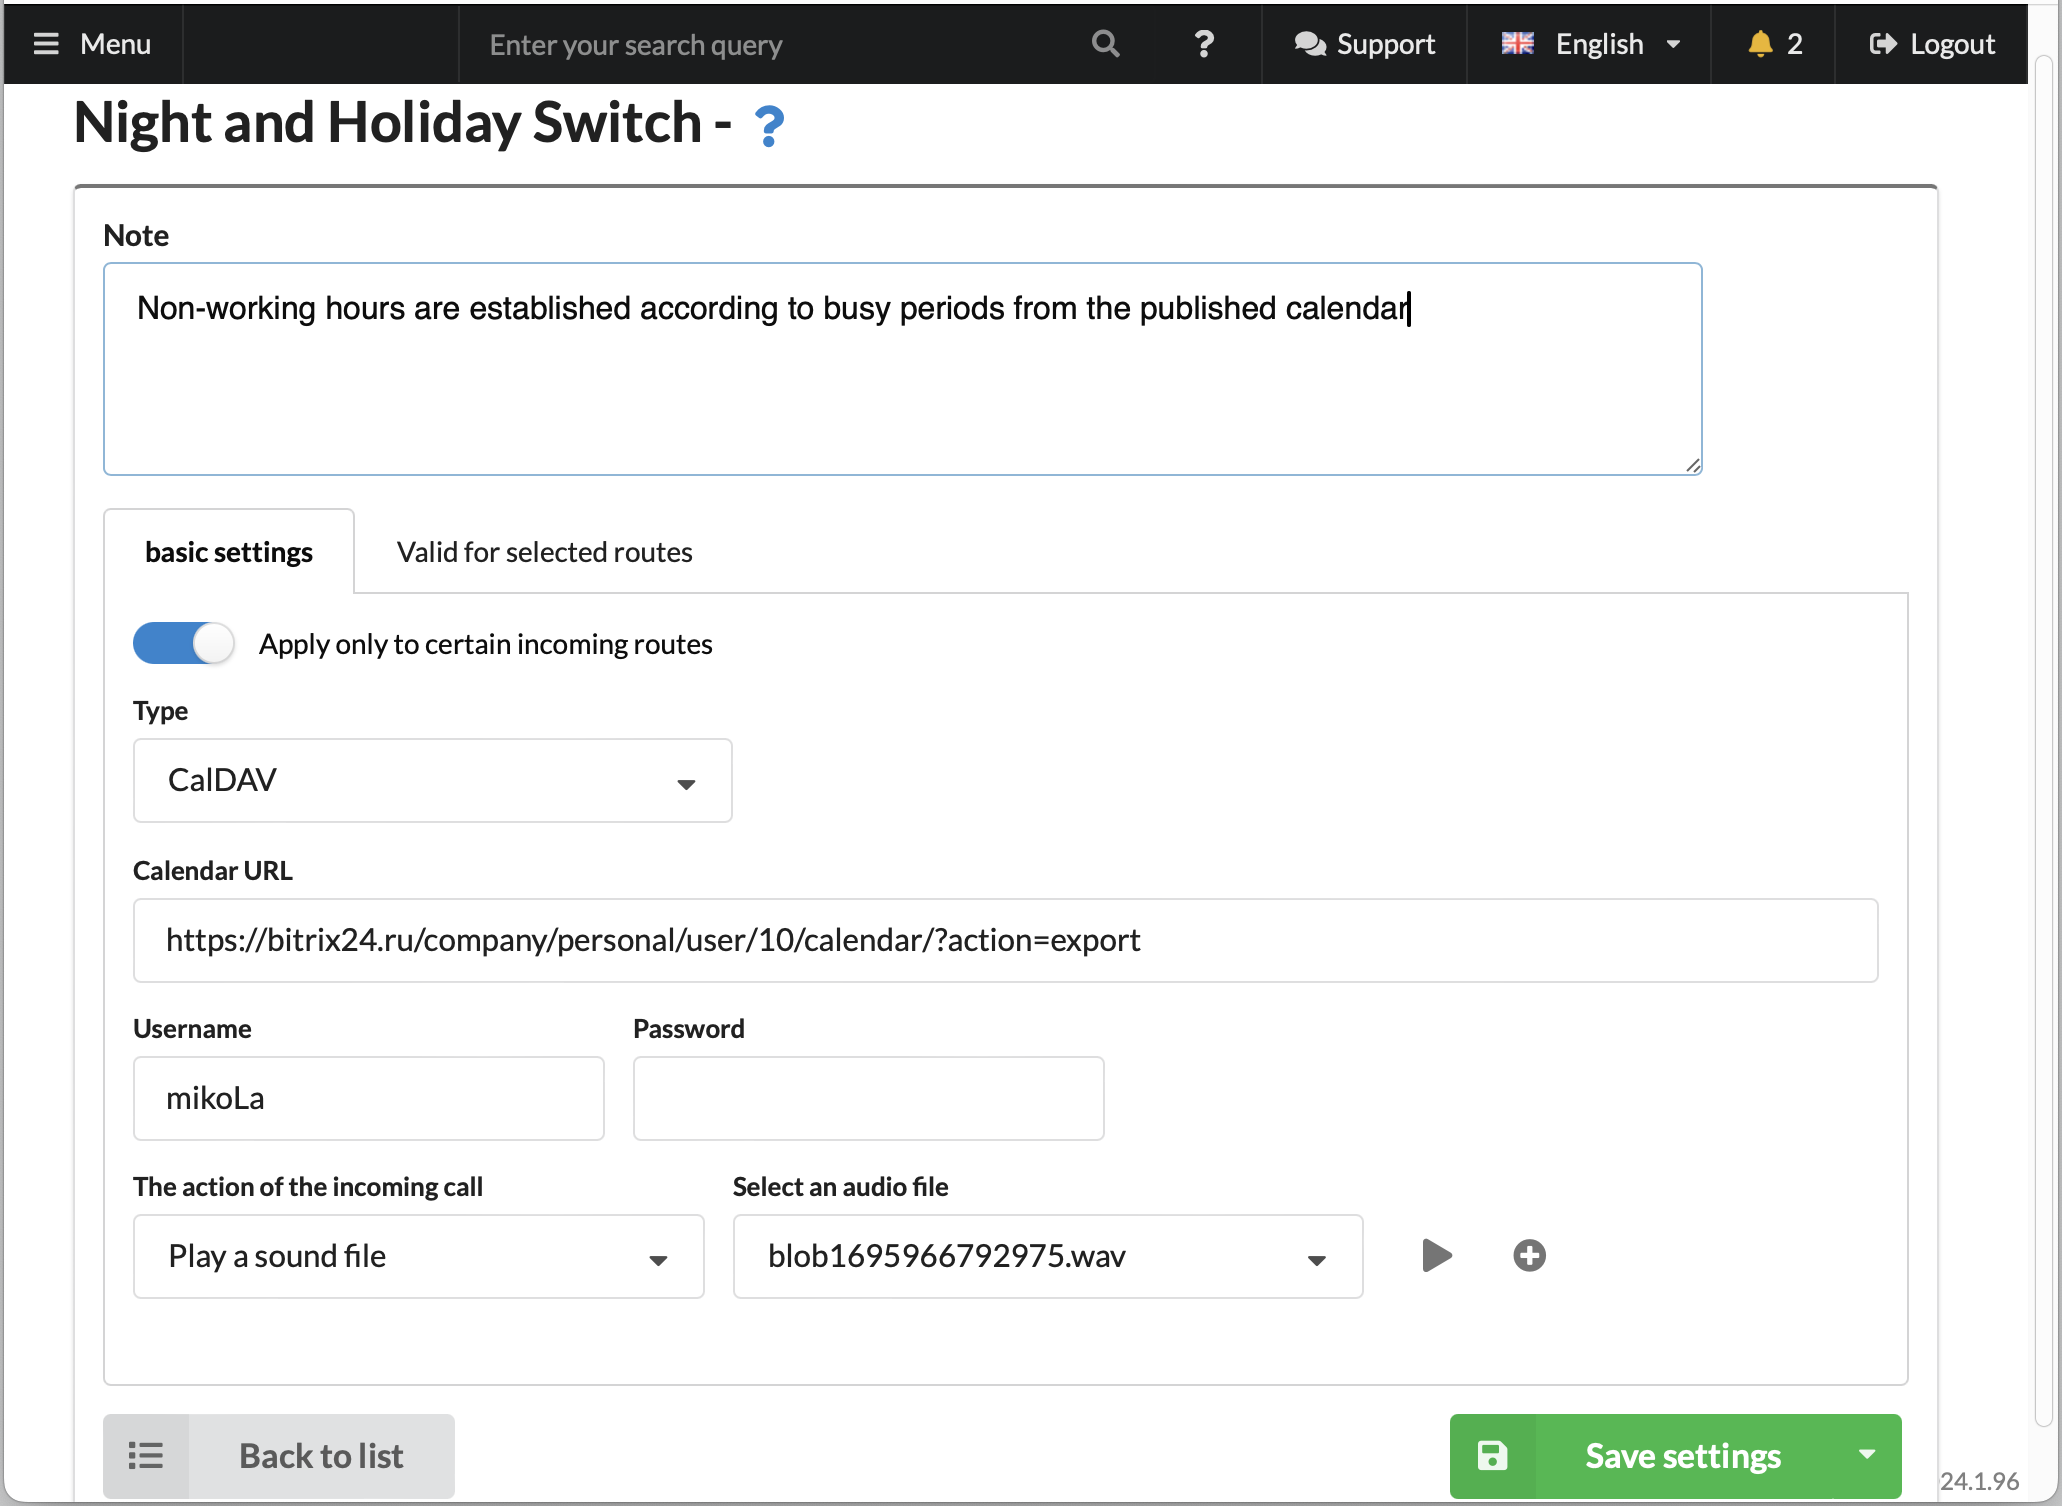 Menu
Enter your search query
?
Support
English
2
Logout
Night and Holiday Switch - ?
Note
Non-working hours are established according to busy periods from the published calendar
basic settings
Valid for selected routes
Apply only to certain incoming routes
Type
CalDAV
Calendar URL
https://bitrix24.ru/company/personal/user/10/calendar/?action=export
Username
Password
mikoLa
The action of the incoming call
Select an audio file
Play a sound file
blob1695966792975.wav
Back to list
Save settings
24.1.96